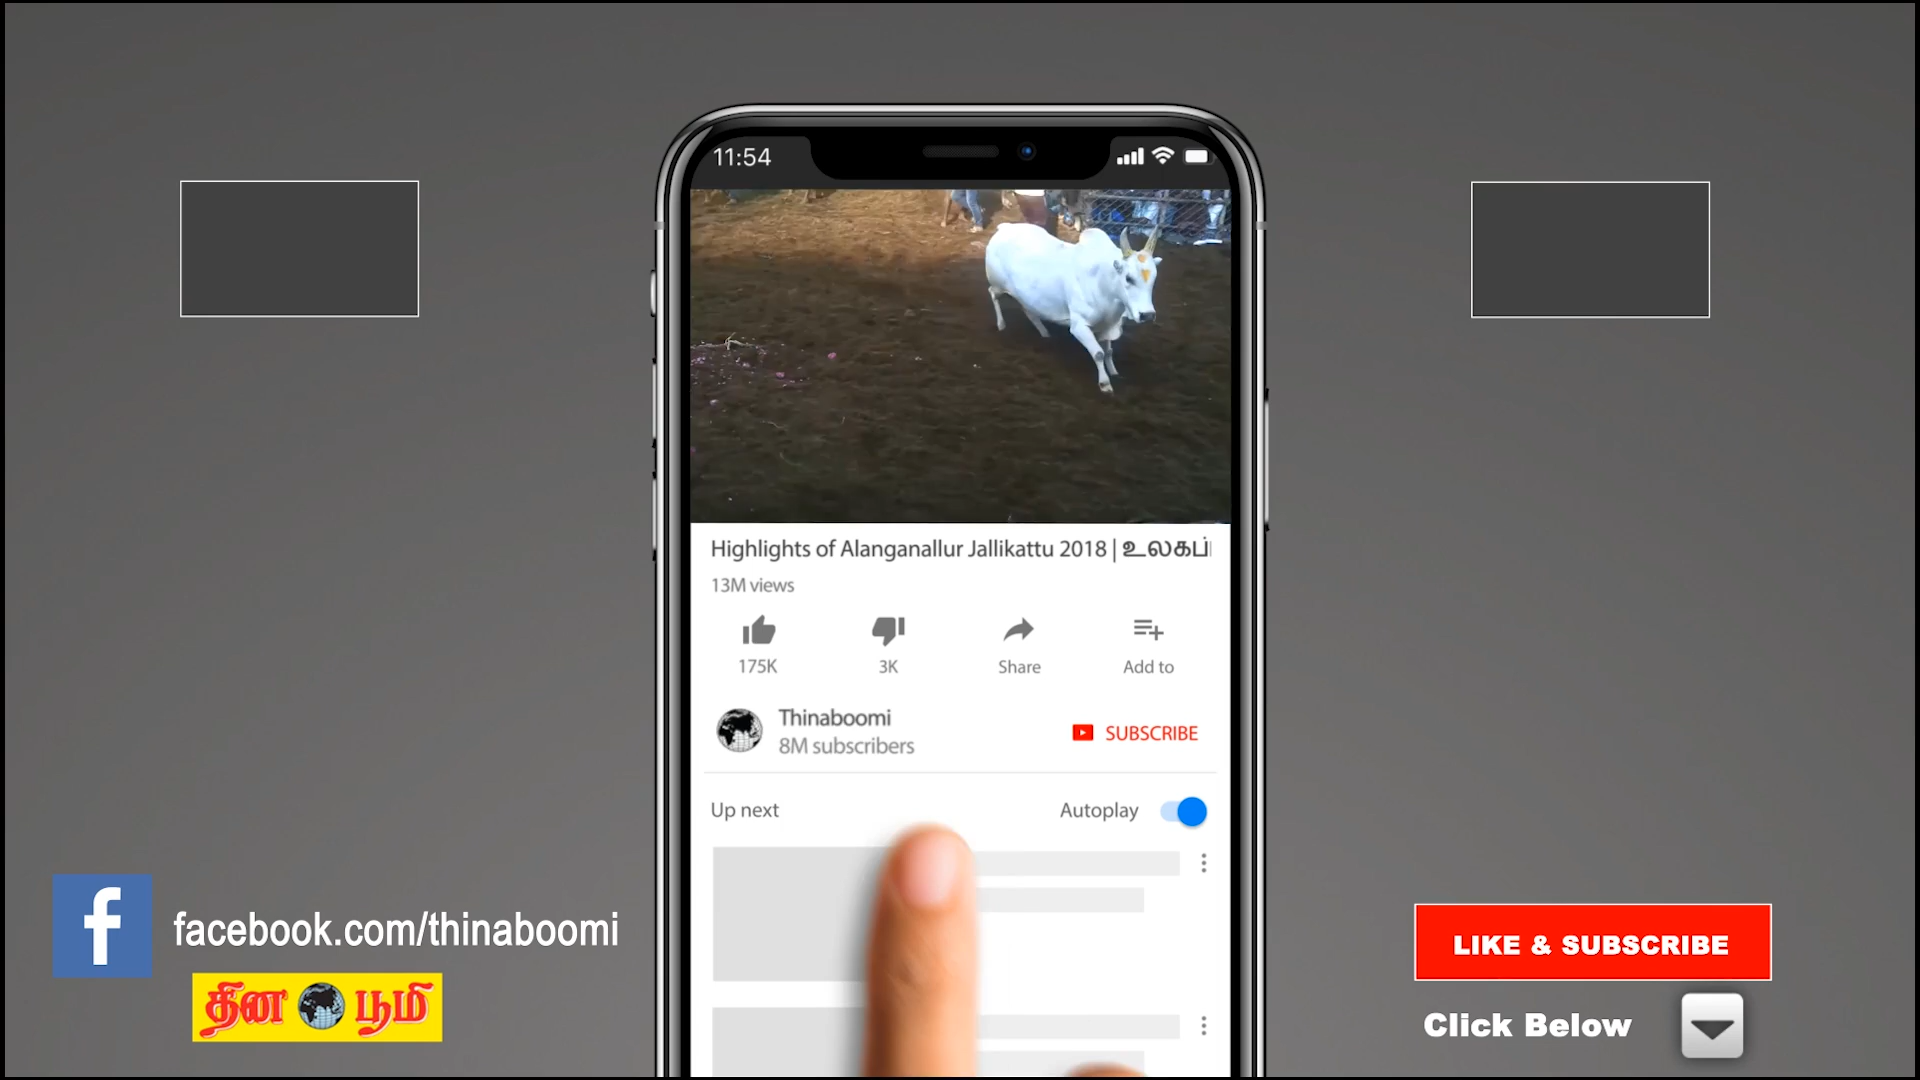 11:54
Highlights of Alanganallur Jallikattu 2018 | உலகப்
13M views
175K
3K
Share
Add to
Thinaboomi
8M subscribers
SUBSCRIBE
Up next
Autoplay
facebook.com/thinaboomi
தின பூமி
LIKE & SUBSCRIBE
Click Below